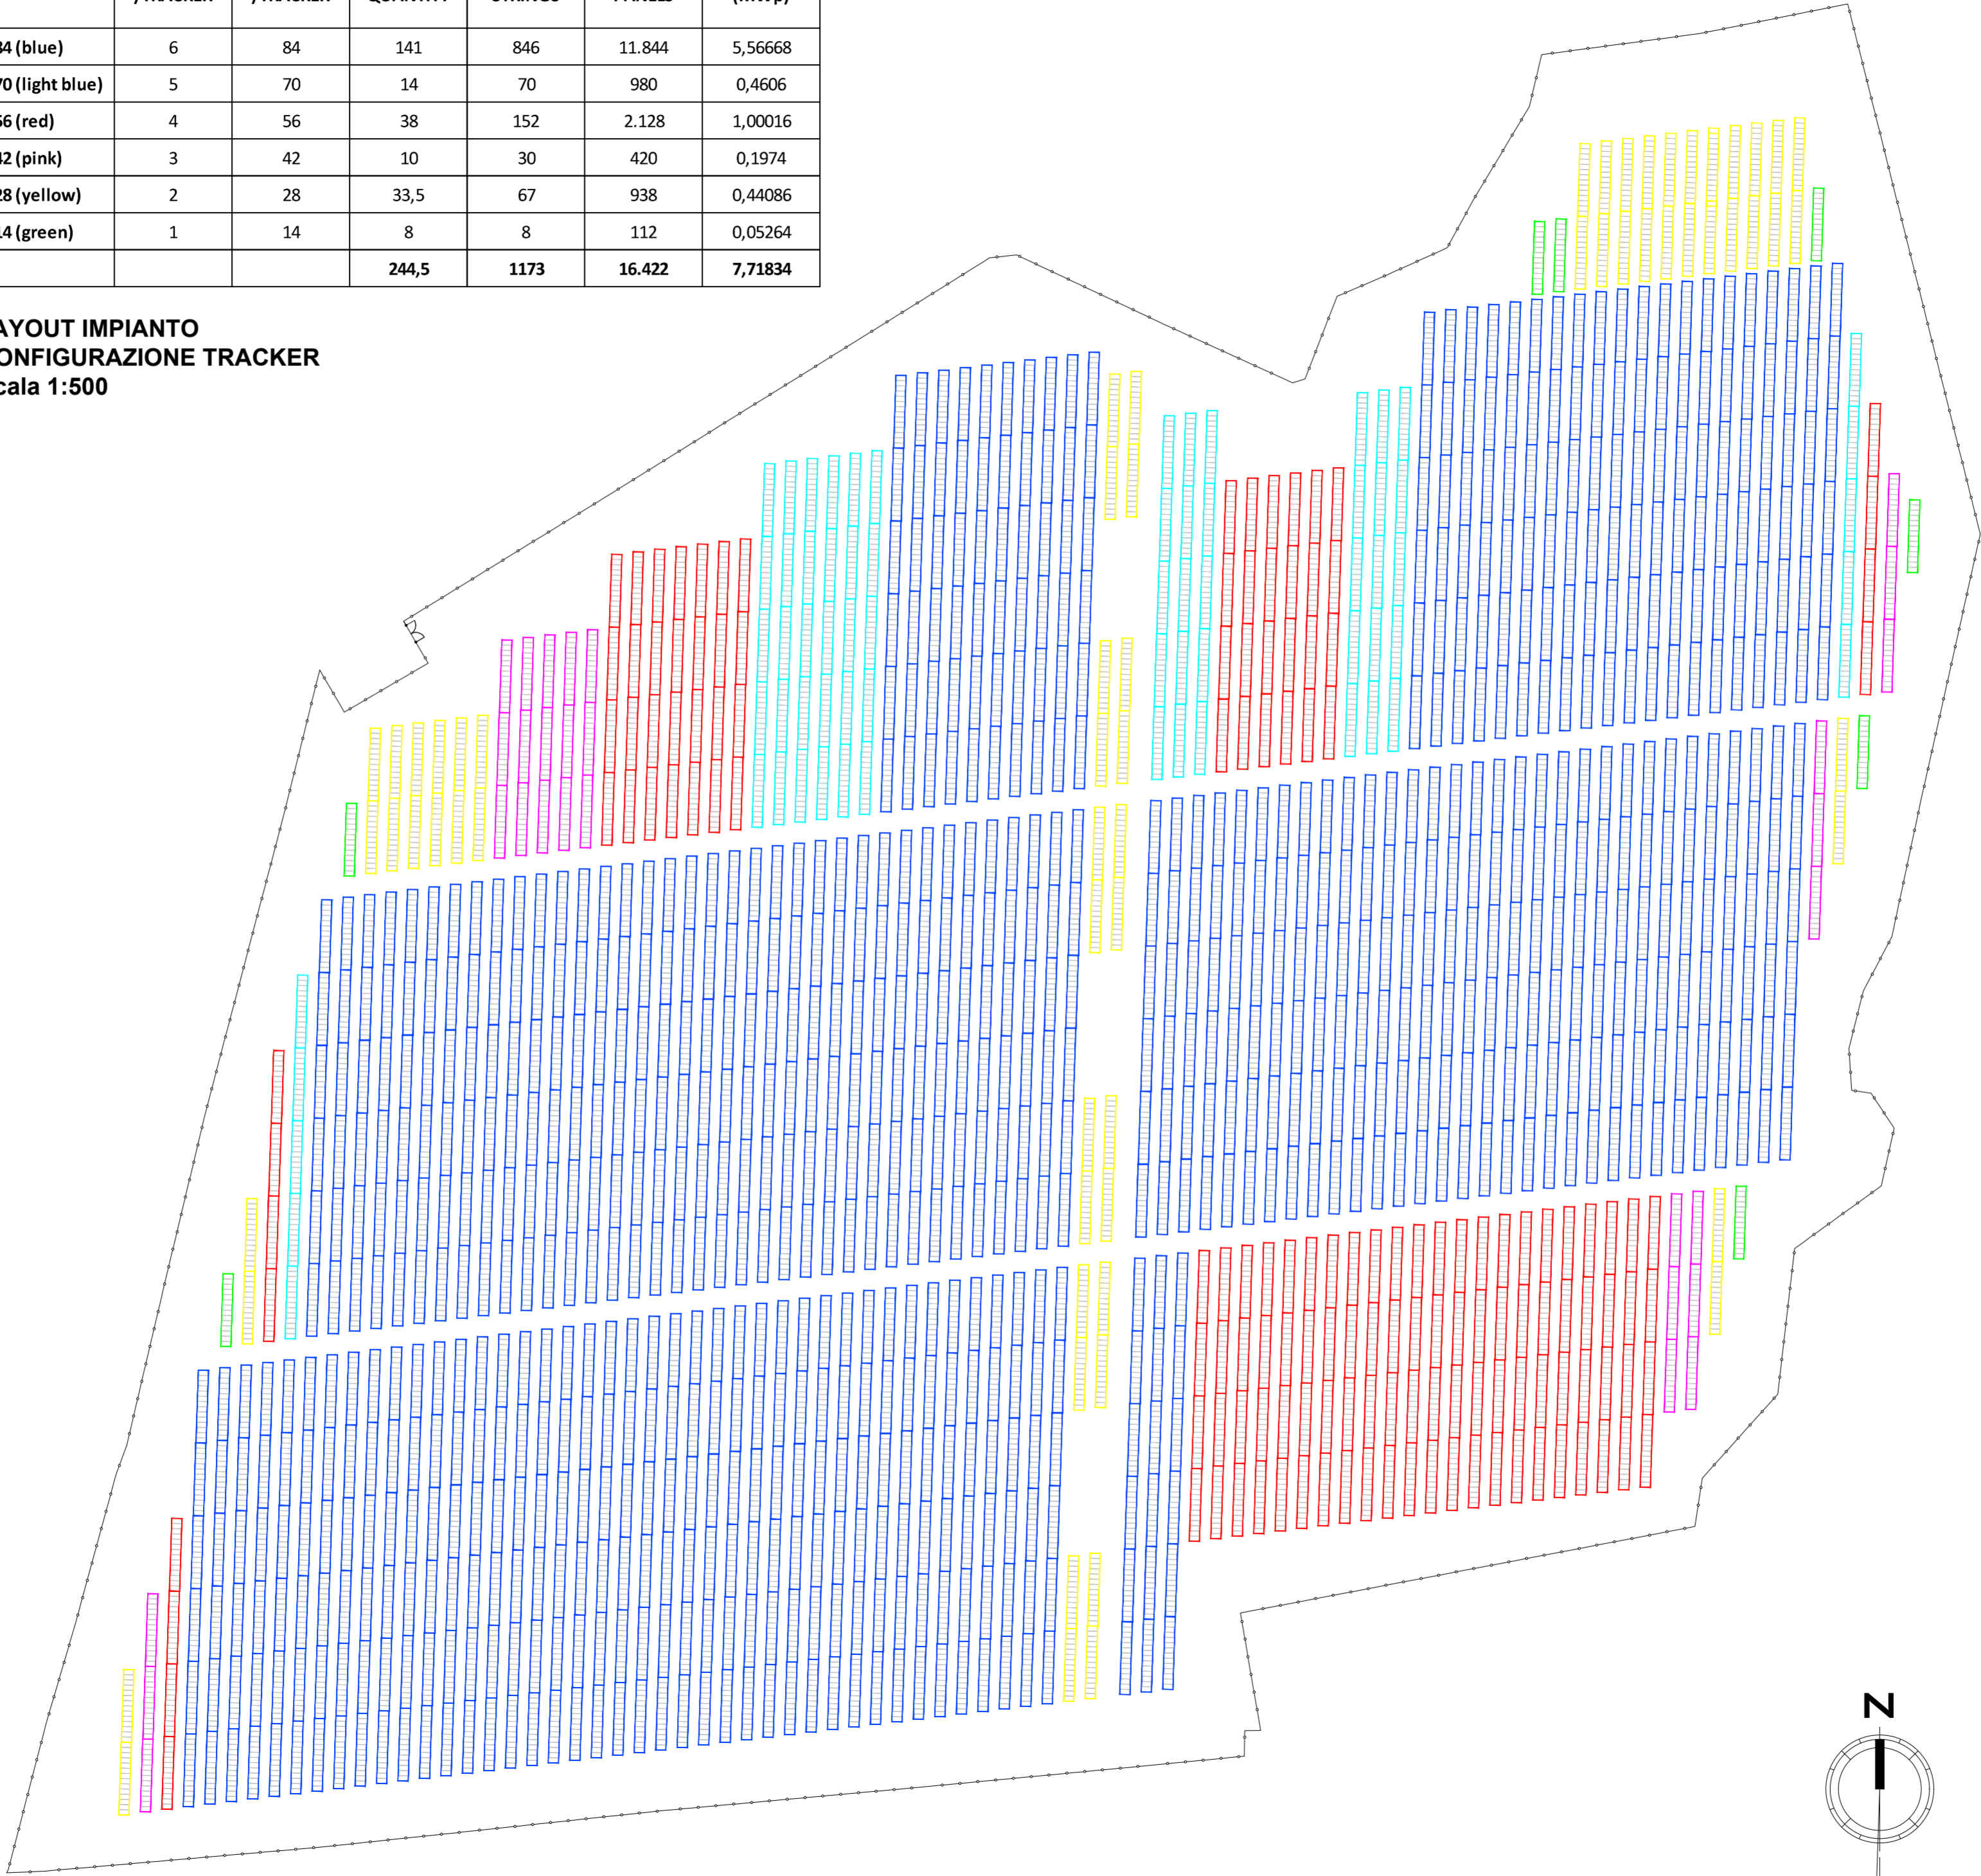 84 (blue) 6 84 141 846 11.844 5,56668
70 (light blue) 5 70 14 70 980 0,4606
56 (red) 4 56 38 152 2.128 1,00016
42 (pink) 3 42 10 30 420 0,1974
28 (yellow) 2 28 33,5 67 938 0,44086
14 (green) 1 14 8 8 112 0,05264
244,5 1173 16.422 7,71834
AYOUT IMPIANTO
ONFIGURAZIONE TRACKER
cala 1:500
N